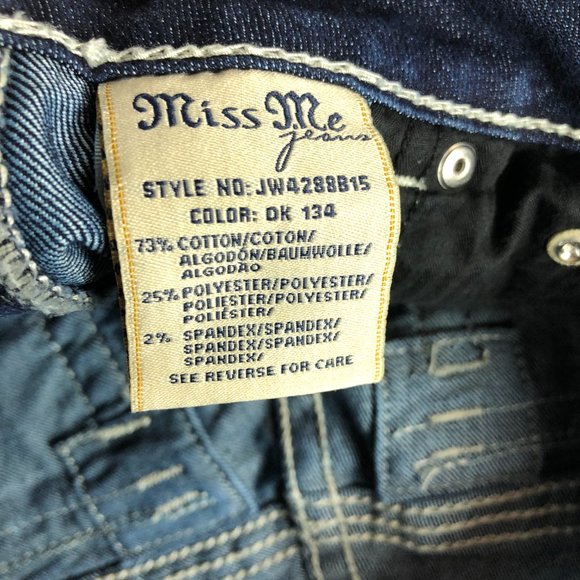 Miss Me
jeans
STYLE NO: JW4288B15
COLOR: DK 134
73% COTTON/COTON/
ALGODÓN/BAUMWOLLE/
ALGODAO
25% POLYESTER/POLYESTER/
POLIESTER/POLYESTER/
POLIÉSTER/
2% SPANDEX/SPANDEX/
SPANDEX/SPANDEX/
SPANDEX/
SEE REVERSE FOR CARE